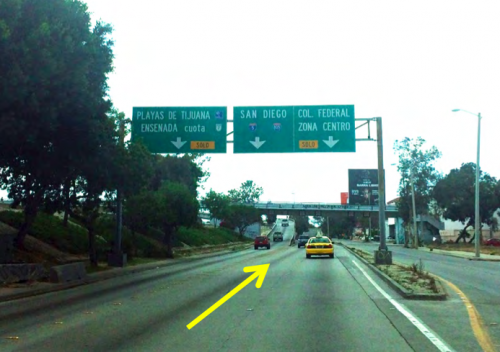 PLAYAS DE TIJUANA
ENSENADA cuota
SOLO
SAN DIEGO
COL. FEDERAL
ZONA CENTRO
SOLO